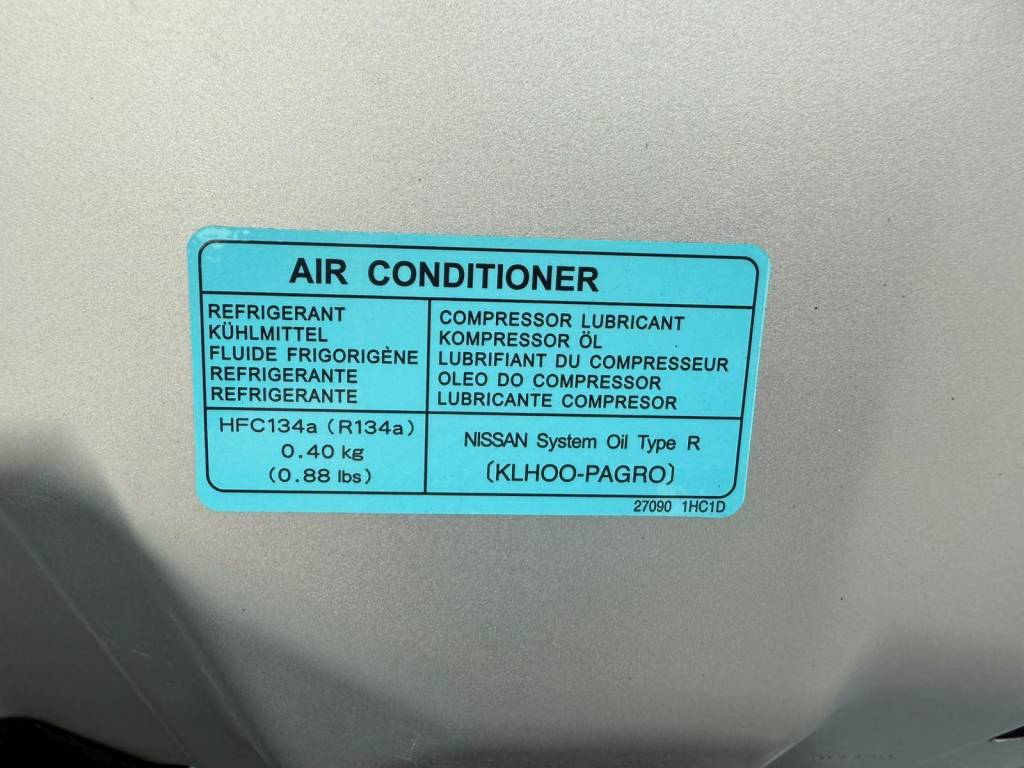 AIR CONDITIONER
REFRIGERANT
KÜHLMITTEL
FLUIDE FRIGORIGÈNE
REFRIGERANTE
REFRIGERANTE
COMPRESSOR LUBRICANT
KOMPRESSOR ÖL
LUBRIFIANT DU COMPRESSEUR
OLEO DO COMPRESSOR
LUBRICANTE COMPRESOR
HFC134a (R134a)
0.40 kg
(0.88 lbs)
NISSAN System Oil Type R
(KLHOO-PAGRO)
27090 1HC1D